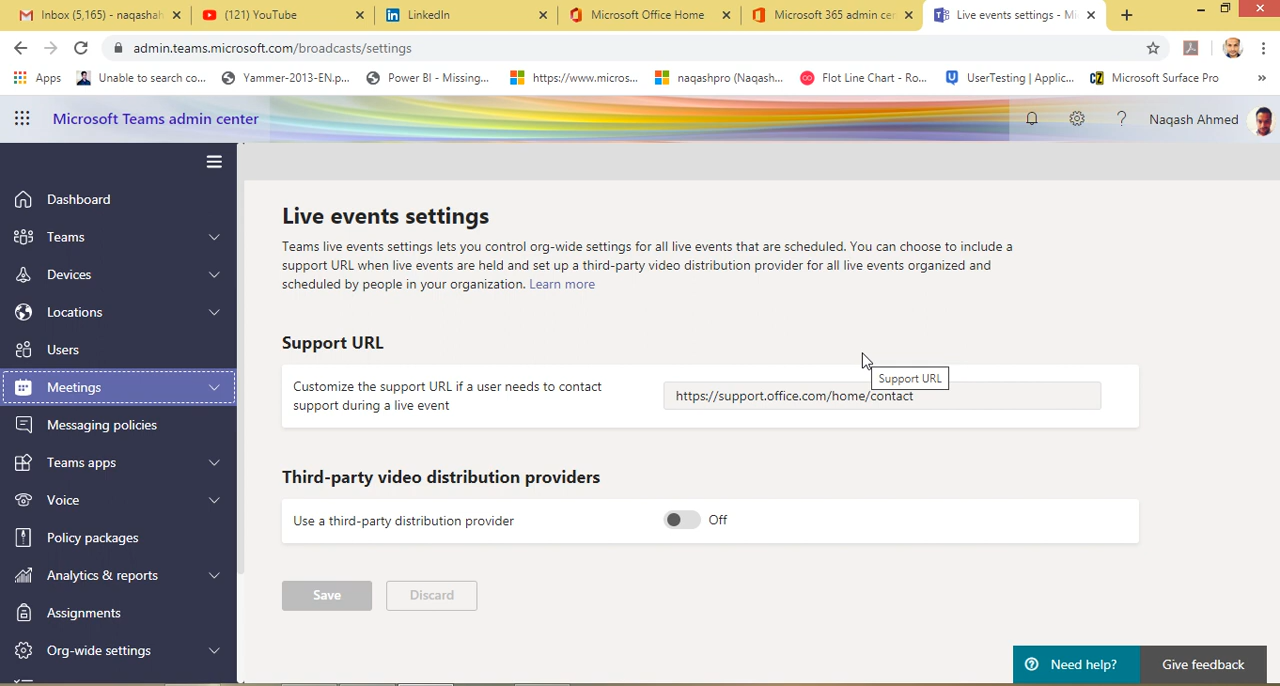 Inbox (5,165) - naqashah
(121) YouTube
LinkedIn
Microsoft Office Home
Microsoft 365 admin cen
Live events settings - Mi
admin.teams.microsoft.com/broadcasts/settings
Apps
Unable to search co...
Yammer-2013-EN.p...
Power BI - Missing...
https://www.micros...
naqashpro (Naqash...
Flot Line Chart - Ro...
UserTesting | Applic...
Microsoft Surface Pro
»
Microsoft Teams admin center
Naqash Ahmed
Dashboard
Teams
Devices
Locations
Users
Meetings
Messaging policies
Teams apps
Voice
Policy packages
Analytics & reports
Assignments
Org-wide settings
Live events settings
Teams live events settings lets you control org-wide settings for all live events that are scheduled. You can choose to include a
support URL when live events are held and set up a third-party video distribution provider for all live events organized and
scheduled by people in your organization. Learn more
Support URL
Customize the support URL if a user needs to contact
support during a live event
https://support.office.com/home/contact
Support URL
Third-party video distribution providers
Use a third-party distribution provider
Off
Save
Discard
Need help?
Give feedback